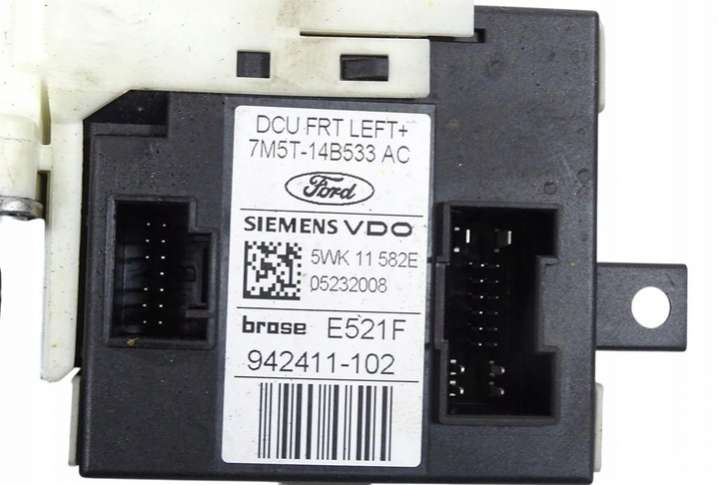 DCU FRT LEFT+
7M5T-14B533 AC
Ford
SIEMENS VDO
5WK 11 582E
05232008
brose E521F
942411-102